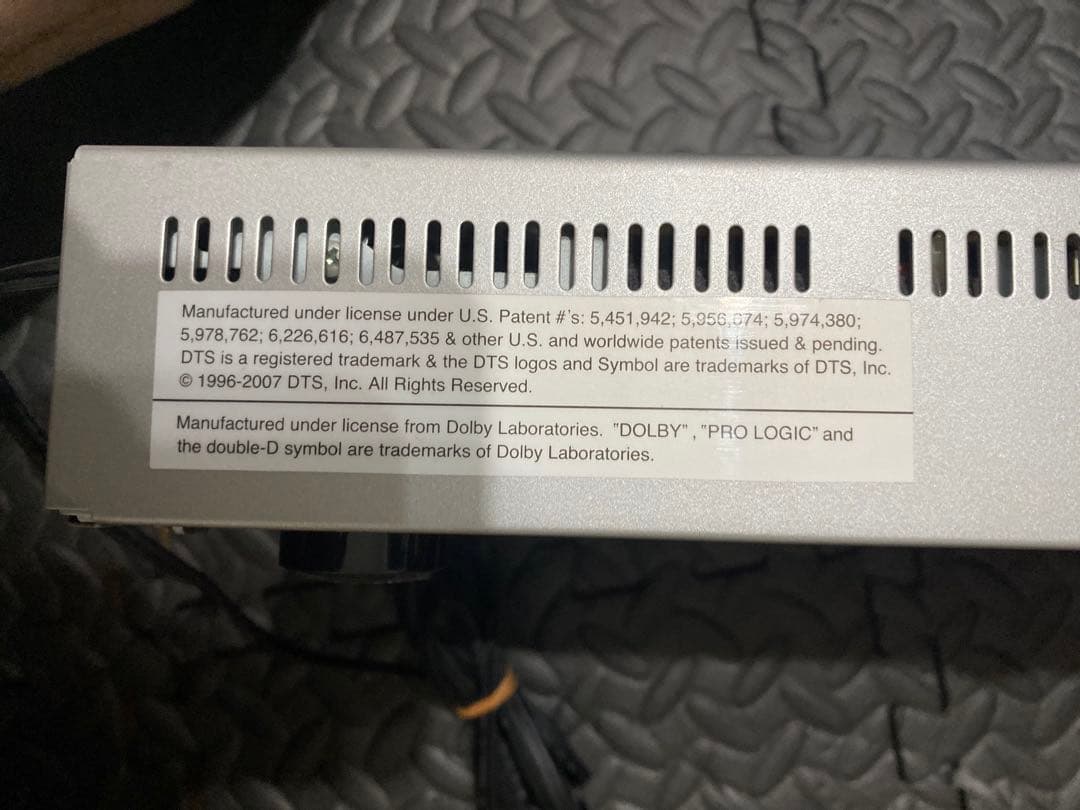 Manufactured under license under U.S. Patent #'s: 5,451,942; 5,956,674; 5,974,380;
5,978,762; 6,226,616; 6,487,535 & other U.S. and worldwide patents issued & pending.
DTS is a registered trademark & the DTS logos and Symbol are trademarks of DTS, Inc.
© 1996-2007 DTS, Inc. All Rights Reserved.
Manufactured under license from Dolby Laboratories. "DOLBY", "PRO LOGIC" and
the double-D symbol are trademarks of Dolby Laboratories.